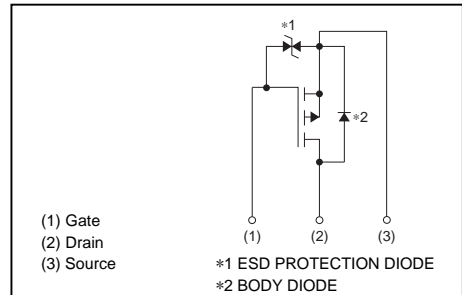 ∗1
∗2
(1) Gate
(2) Drain
(3) Source
(1) (2) (3)
∗1 ESD PROTECTION DIODE
∗2 BODY DIODE